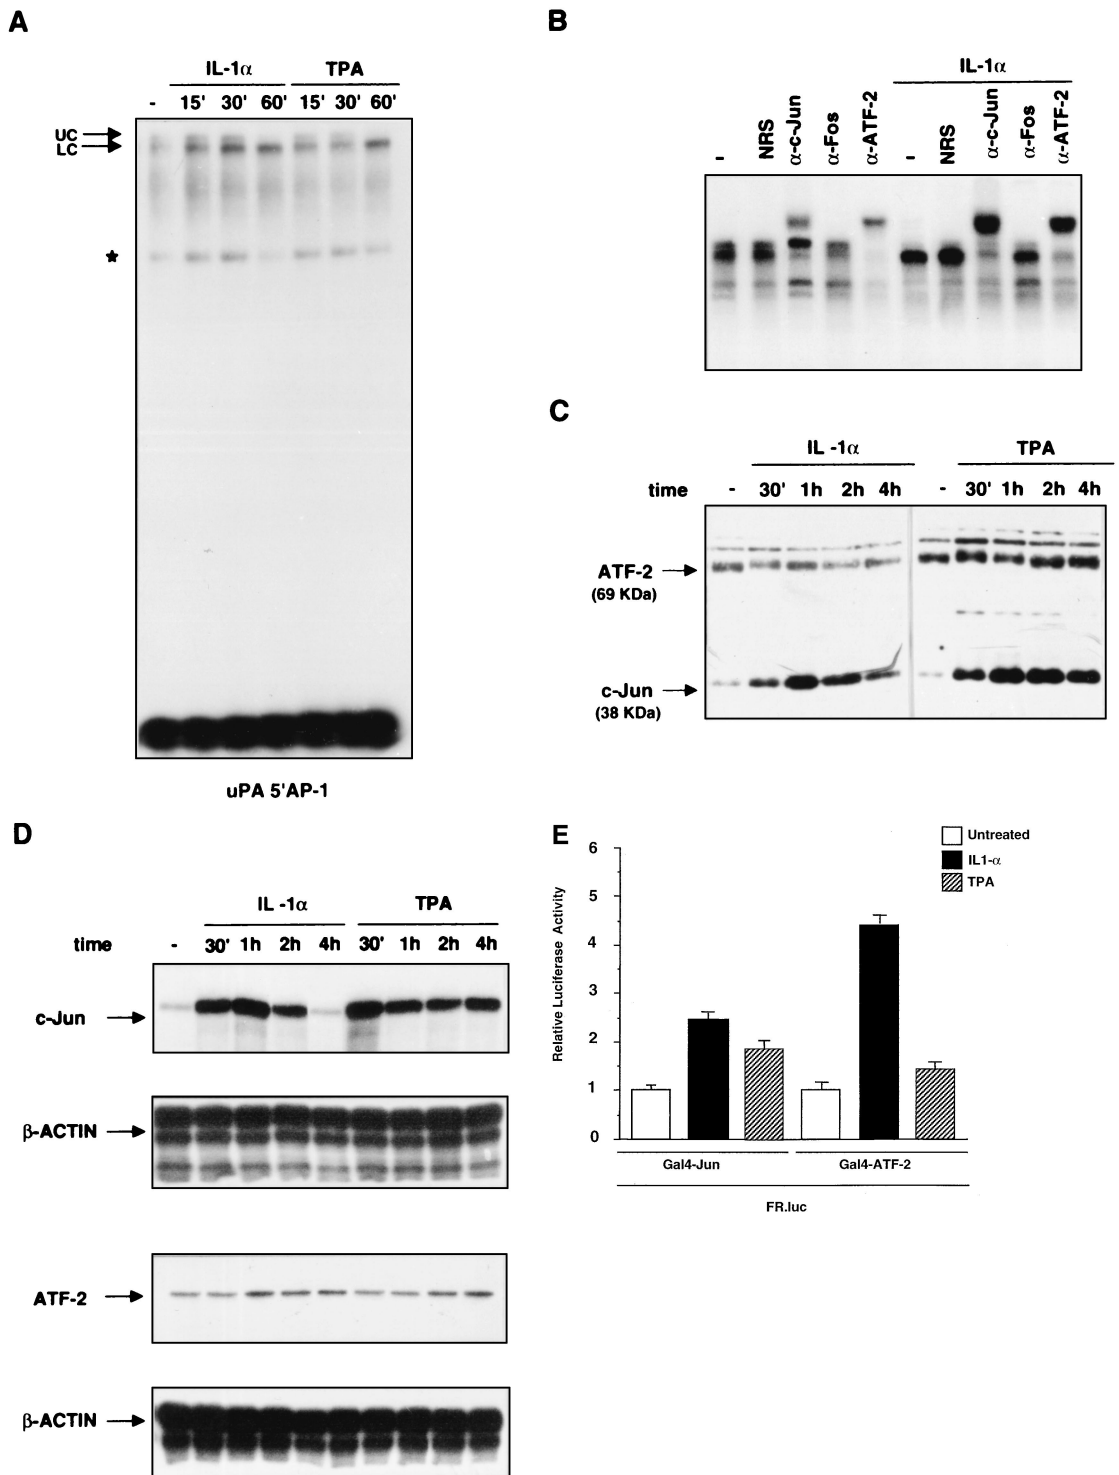 A
IL-1α TPA
- 15' 30' 60' 15' 30' 60'
UC
LC
★
uPA 5'AP-1
B
IL-1α
- NRS α-c-Jun α-Fos α-ATF-2 - NRS α-c-Jun α-Fos α-ATF-2
C
IL -1α TPA
time - 30' 1h 2h 4h - 30' 1h 2h 4h
ATF-2
(69 KDa)
c-Jun
(38 KDa)
D
IL -1α TPA
time - 30' 1h 2h 4h 30' 1h 2h 4h
c-Jun
β-ACTIN
ATF-2
β-ACTIN
E
Untreated
IL1-α
TPA
Relative Luciferase Activity
6
5
4
3
2
1
0
Gal4-Jun Gal4-ATF-2
FR.luc